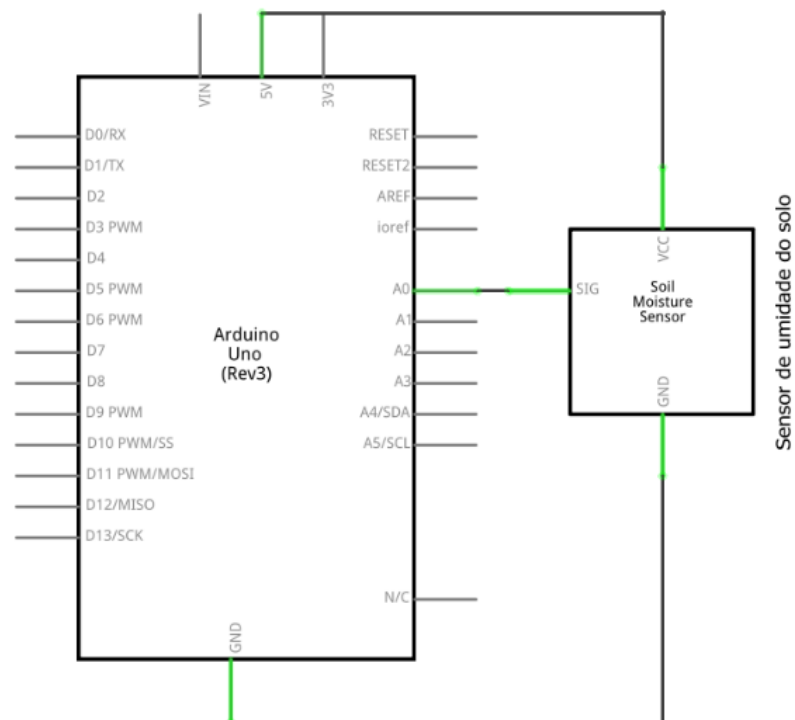 VIN
5V
3V3
D0/RX
D1/TX
D2
D3 PWM
D4
D5 PWM
D6 PWM
D7
D8
D9 PWM
D10 PWM/SS
D11 PWM/MOSI
D12/MISO
D13/SCK
Arduino
Uno
(Rev3)
RESET
RESET2
AREF
ioref
A0
A1
A2
A3
A4/SDA
A5/SCL
N/C
GND
VCC
SIG
Soil
Moisture
Sensor
GND
Sensor de umidade do solo